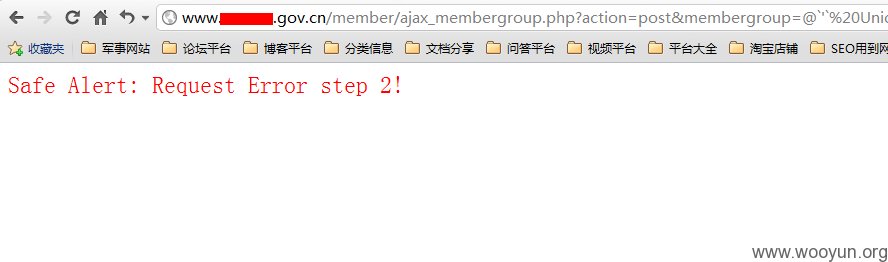 www.
.gov.cn/member/ajax_membergroup.php?action=post&membergroup=@`'`%20Unio
收藏夹 军事网站 论坛平台 博客平台 分类信息 文档分享 问答平台 视频平台 平台大全 淘宝店铺 SEO用到网
Safe Alert: Request Error step 2!
www.wooyun.org